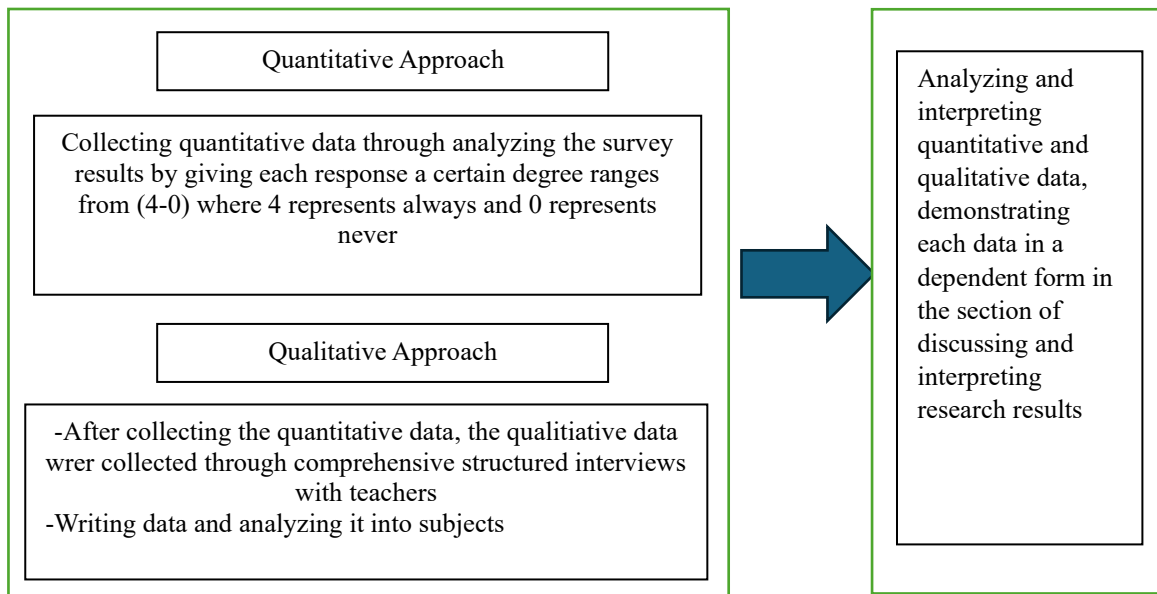 Quantitative Approach
Collecting quantitative data through analyzing the survey
results by giving each response a certain degree ranges
from (4-0) where 4 represents always and 0 represents
never
Qualitative Approach
-After collecting the quantitative data, the qualitiative data
wrer collected through comprehensive structured interviews
with teachers
-Writing data and analyzing it into subjects
Analyzing and
interpreting
quantitative and
qualitative data,
demonstrating
each data in a
dependent form in
the section of
discussing and
interpreting
research results